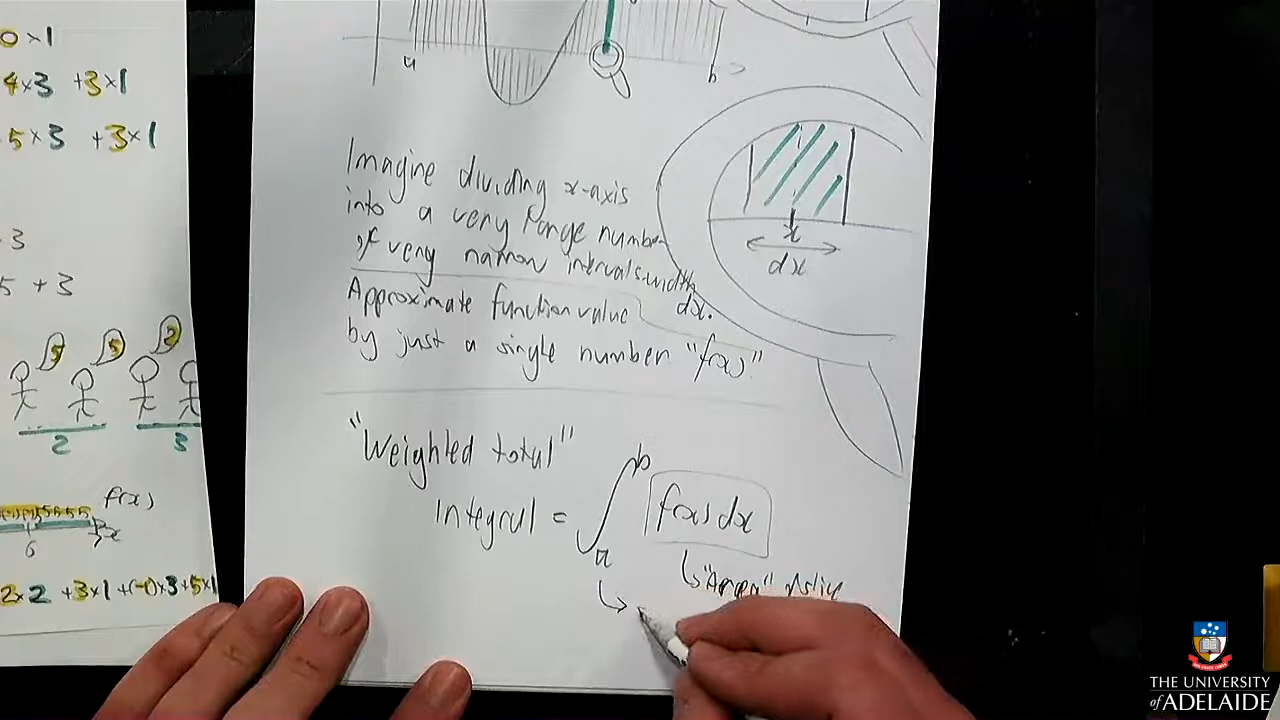 0×1
4×3 +3×1
5×3 +3×1
3
5 + 3
5 5 2
2 3
f(x)
x
6
2×2 +3×1 +(-1)×3 +5×1
a b
Imagine dividing x-axis
into a very large number
of very narrow intervals width
dx.
Approximate function value
by just a single number "f(x)".
x
dx
"Weighted total"
Integral = ∫ₐᵇ f(x) dx
↳ "Area" of slice
↳
THE UNIVERSITY
of ADELAIDE